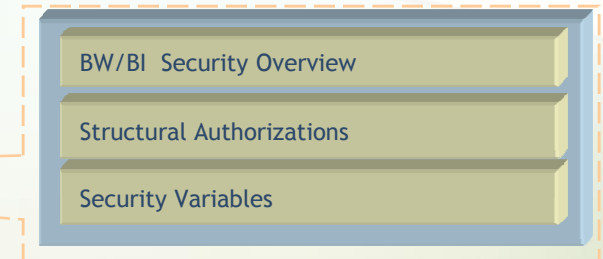 BW/BI  Security Overview
Structural Authorizations
Security Variables